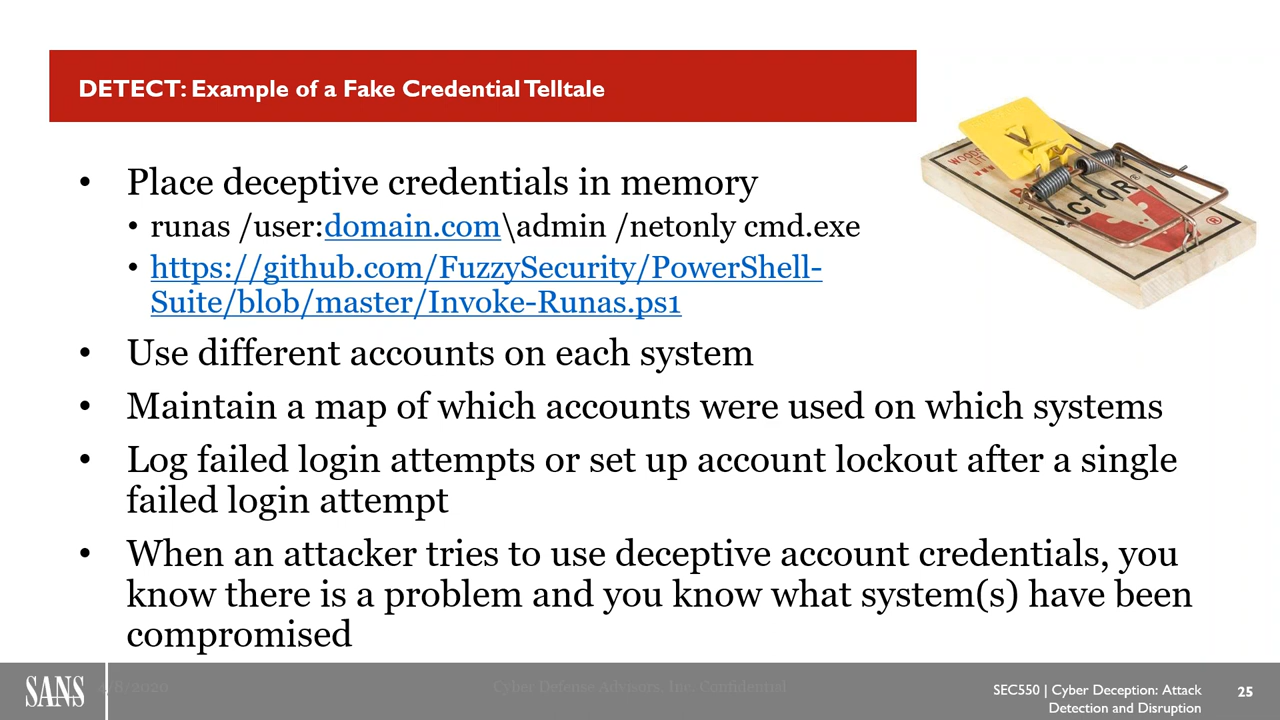 DETECT: Example of a Fake Credential Telltale
• Place deceptive credentials in memory
• runas /user:domain.com\admin /netonly cmd.exe
• https://github.com/FuzzySecurity/PowerShell-
Suite/blob/master/Invoke-Runas.ps1
• Use different accounts on each system
• Maintain a map of which accounts were used on which systems
• Log failed login attempts or set up account lockout after a single
failed login attempt
• When an attacker tries to use deceptive account credentials, you
know there is a problem and you know what system(s) have been
compromised
V
VICTOR®
®
SANS
/8/2020
Cyber Defense Advisors, Inc. Confidential
SEC550 | Cyber Deception: Attack
Detection and Disruption
25